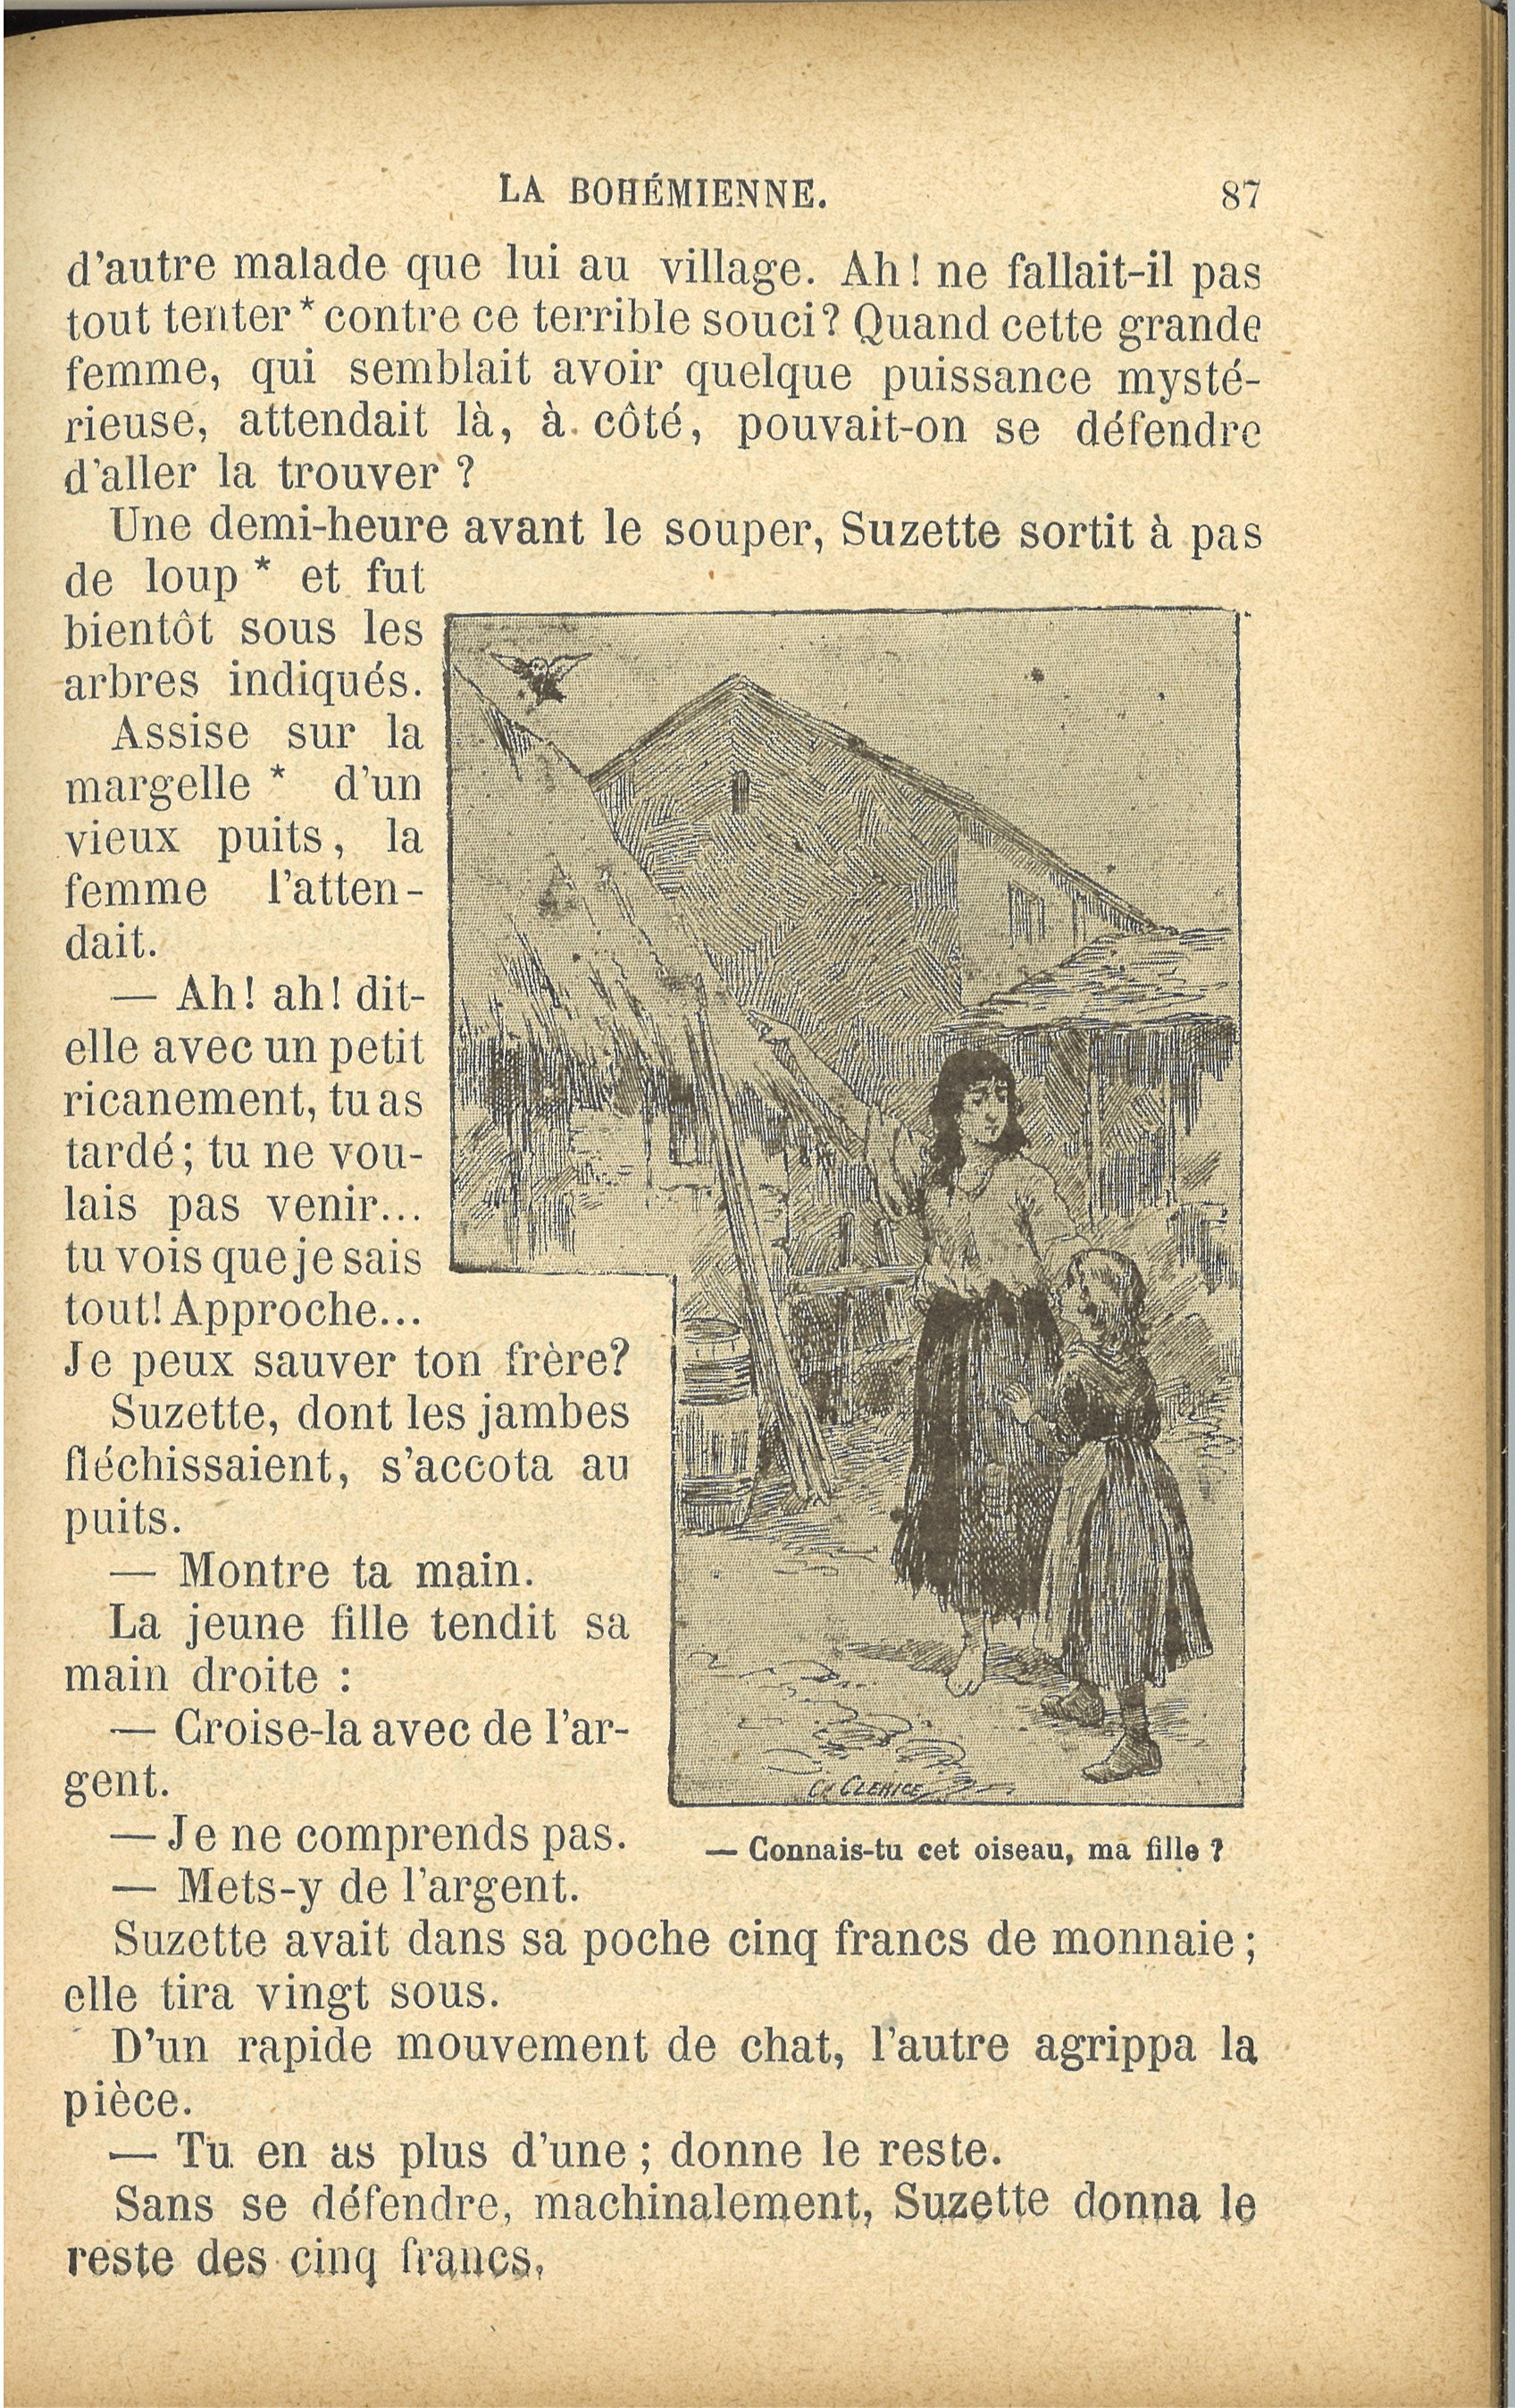 LA BOHÉMIENNE. 87
d'autre malade que lui au village. Ah! ne fallait-il pas
tout tenter * contre ce terrible souci? Quand cette grande
femme, qui semblait avoir quelque puissance mysté-
rieuse, attendait là, à côté, pouvait-on se défendre
d'aller la trouver ?
Une demi-heure avant le souper, Suzette sortit à pas
de loup * et fut
bientôt sous les
arbres indiqués.
Assise sur la
margelle * d'un
vieux puits, la
femme l'atten-
dait.
— Ah! ah! dit-
elle avec un petit
ricanement, tu as
tardé; tu ne vou-
lais pas venir...
tu vois que je sais
tout! Approche...
Je peux sauver ton frère?
Suzette, dont les jambes
fléchissaient, s'accota au
puits.
— Montre ta main.
La jeune fille tendit sa
main droite :
— Croise-la avec de l'ar-
gent.
— Je ne comprends pas.
— Mets-y de l'argent.
Suzette avait dans sa poche cinq francs de monnaie;
elle tira vingt sous.
D'un rapide mouvement de chat, l'autre agrippa la
pièce.
— Tu en as plus d'une; donne le reste.
Sans se défendre, machinalement, Suzette donna le
reste des cinq francs.
CH CLERICE
— Connais-tu cet oiseau, ma fille ?